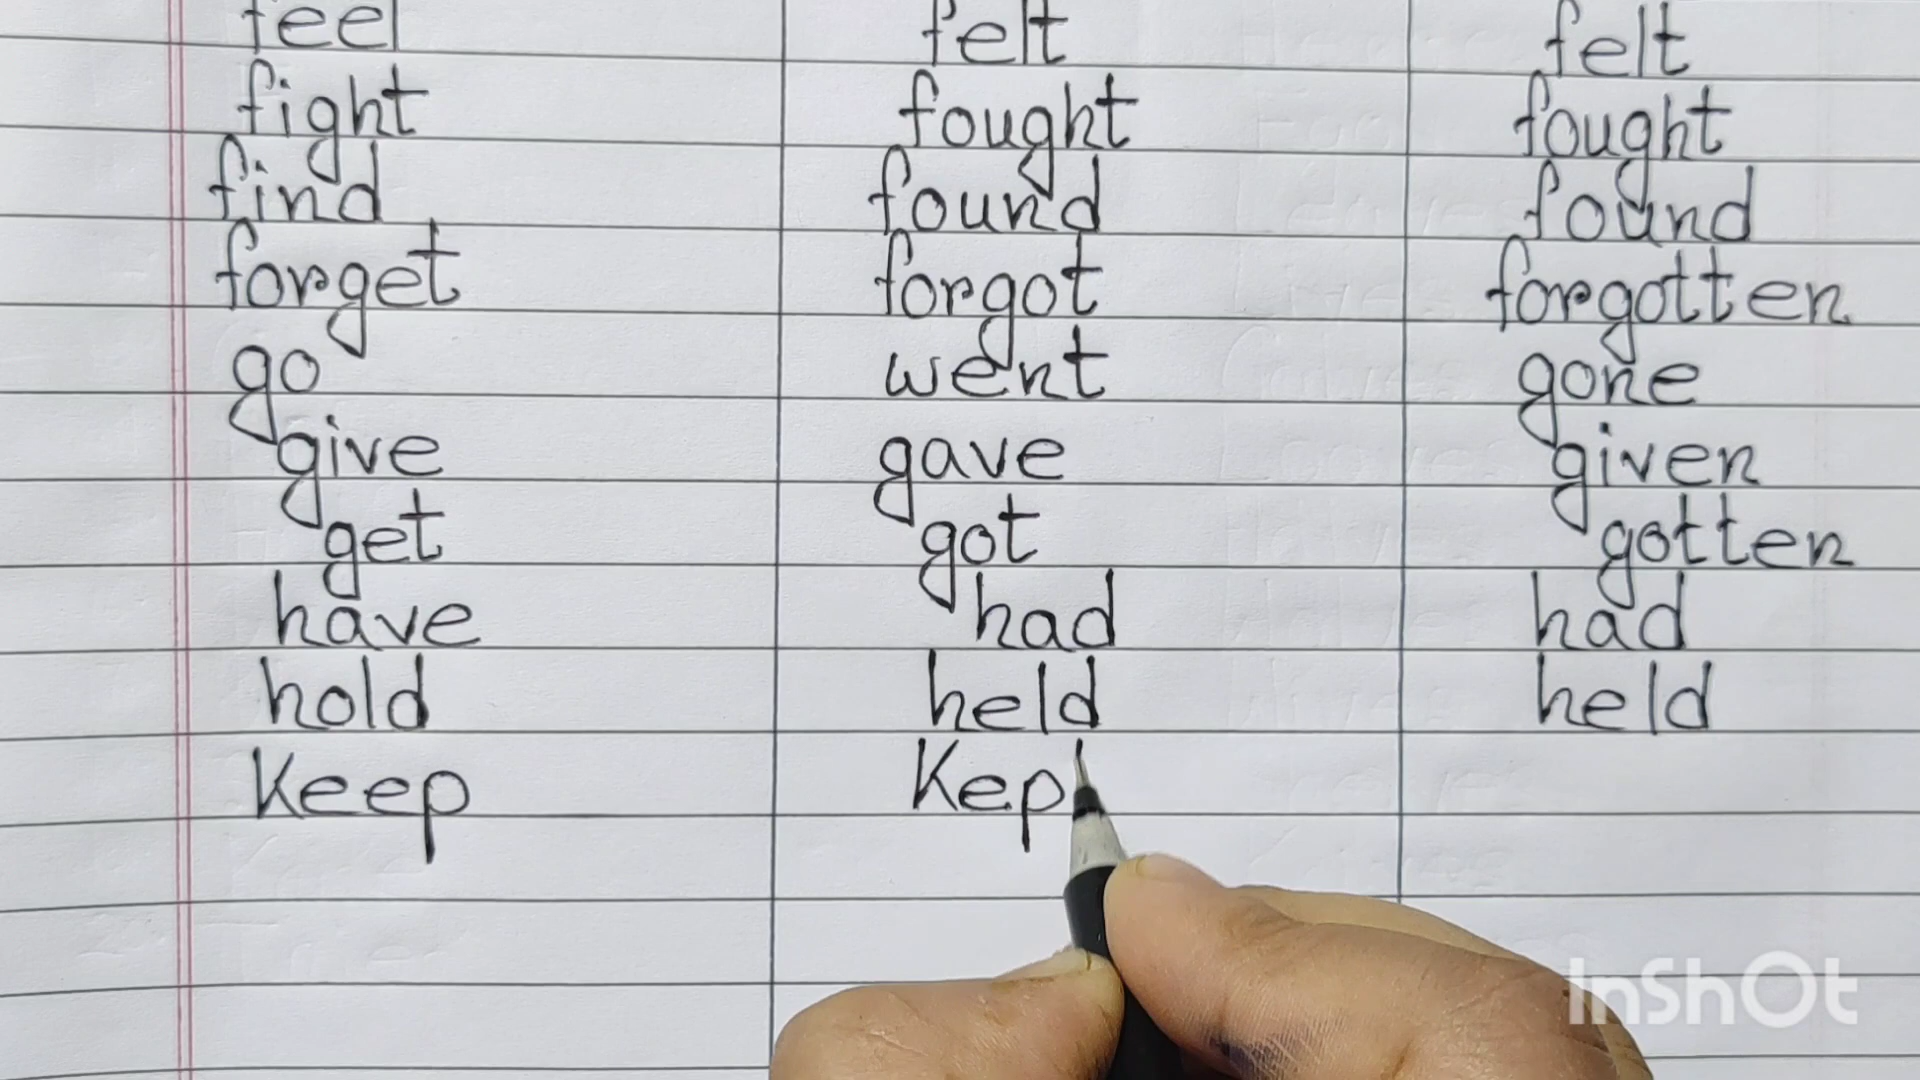 feel felt felt
fight fought fought
find found found
forget forgot forgotten
go went gone
give gave given
get got gotten
have had had
hold held held
Keep Kep
InShOt